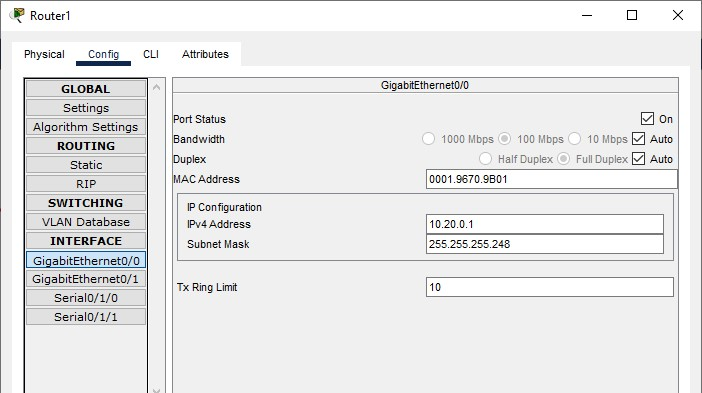 Router1
Physical Config CLI Attributes
GLOBAL
Settings
Algorithm Settings
ROUTING
Static
RIP
SWITCHING
VLAN Database
INTERFACE
GigabitEthernet0/0
GigabitEthernet0/1
Serial0/1/0
Serial0/1/1
GigabitEthernet0/0
Port Status On
Bandwidth 1000 Mbps 100 Mbps 10 Mbps Auto
Duplex Half Duplex Full Duplex Auto
MAC Address 0001.9670.9B01
IP Configuration
IPv4 Address 10.20.0.1
Subnet Mask 255.255.255.248
Tx Ring Limit 10